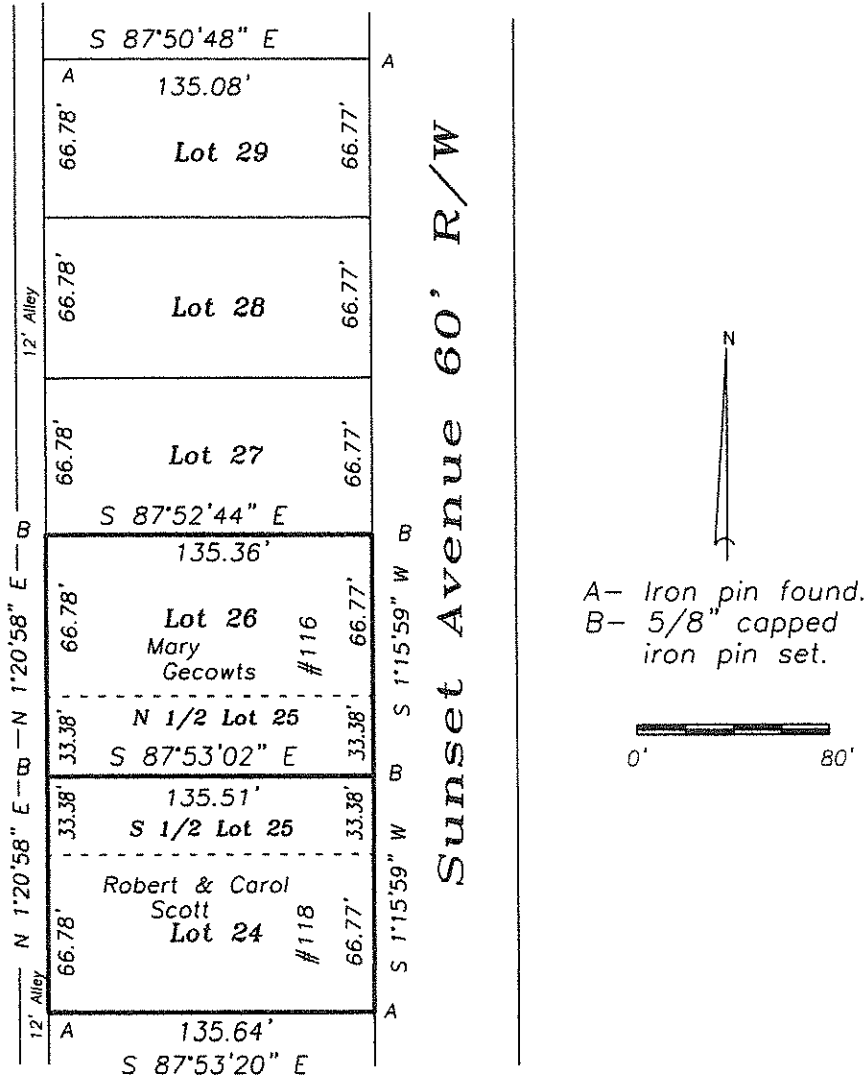 S 87°50'48" E
A
A
135.08'
66.78'
Lot 29
66.77'
12' Alley
66.78'
Lot 28
66.77'
66.78'
Lot 27
66.77'
S 87°52'44" E
B
B
135.36'
N 1°20'58" E
66.78'
Lot 26
Mary
Gecowts
#116
66.77'
S 1°15'59" W
33.38'
N 1/2 Lot 25
33.38'
S 87°53'02" E
B
B
135.51'
33.38'
S 1/2 Lot 25
33.38'
N 1°20'58" E
Robert & Carol
Scott
Lot 24
#118
66.78'
66.77'
S 1°15'59" W
12' Alley
A
A
135.64'
S 87°53'20" E
Sunset Avenue 60' R/W
N
A- Iron pin found.
B- 5/8" capped
iron pin set.
0' 80'